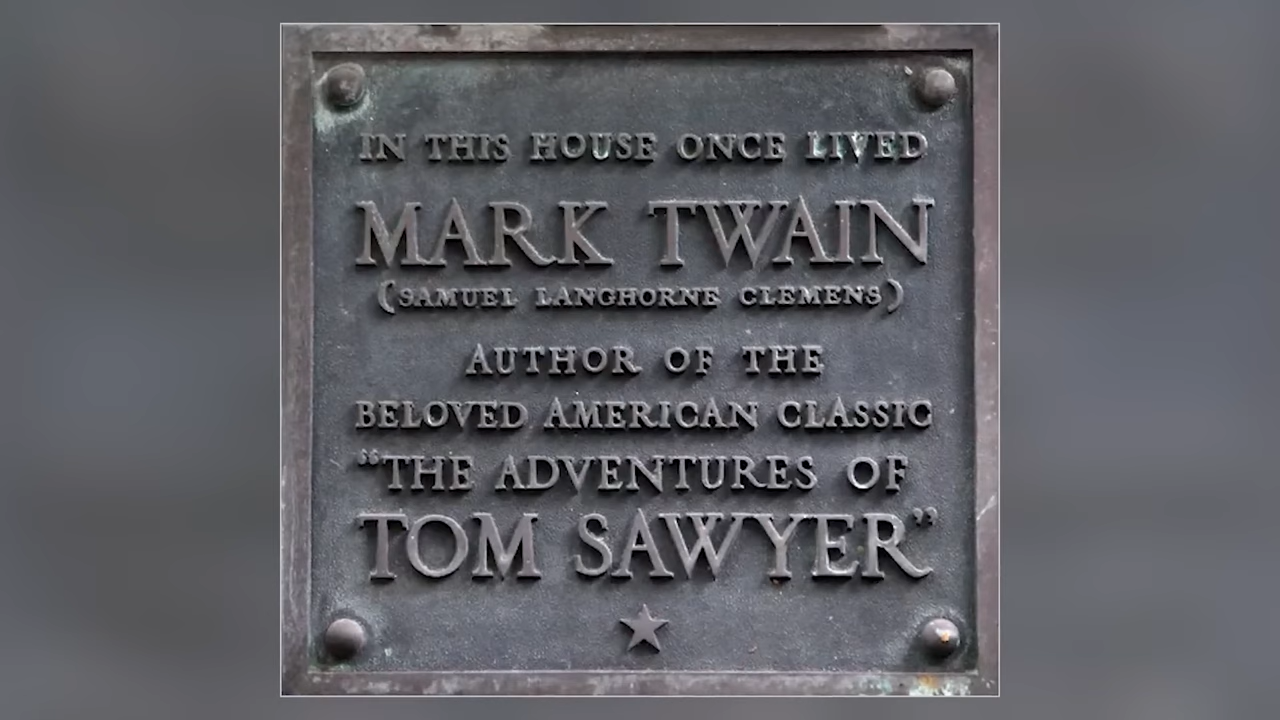 IN THIS HOUSE ONCE LIVED
MARK TWAIN
(SAMUEL LANGHORNE CLEMENS)
AUTHOR OF THE
BELOVED AMERICAN CLASSIC
“THE ADVENTURES OF
TOM SAWYER”